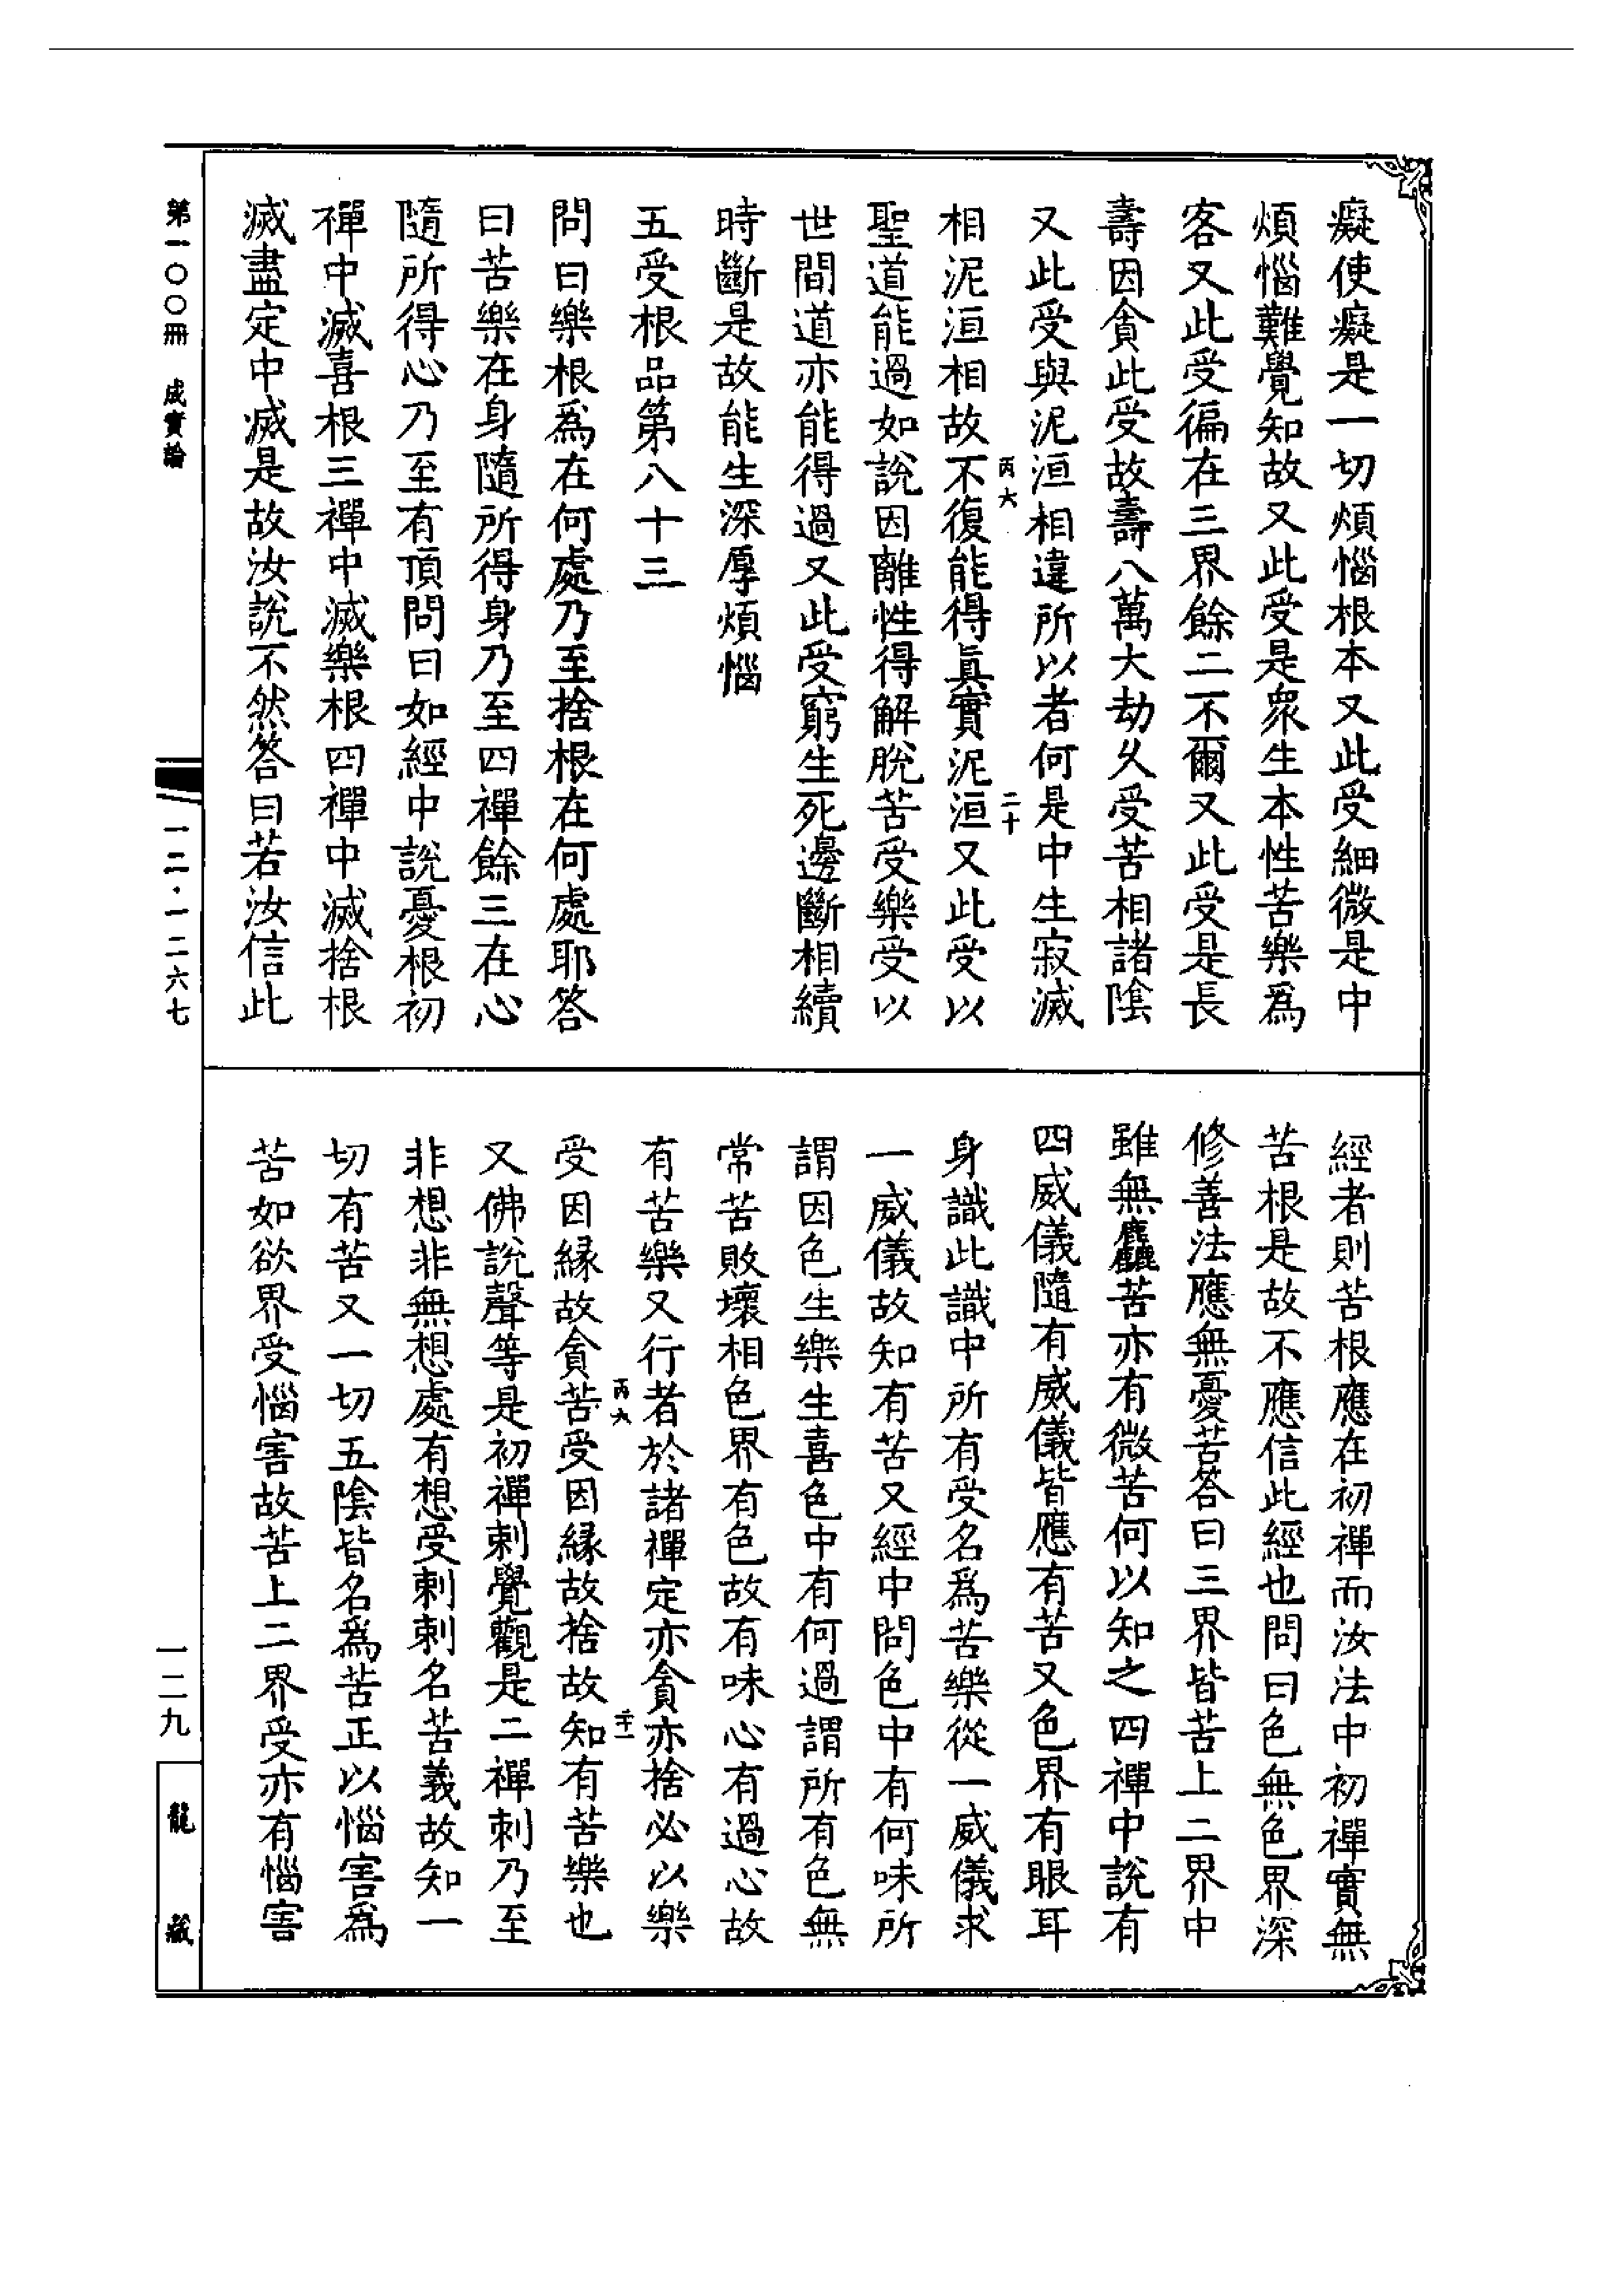 癡使癡是一切煩惱根本又此受細微是中
煩惱難覺知故又此受是衆生本性苦樂爲
客又此受徧在三界餘二不爾又此受是長
壽因貪此受故壽八萬大劫久受苦相諸陰
又此受與泥洹相違所以者何是中生寂滅
相泥洹相故不復能得眞實泥洹又此受以
丙六
二十
聖道能過如說因離性得解脫苦受樂受以
世間道亦能得過又此受窮生死邊斷相續
時斷是故能生深厚煩惱
五受根品第八十三
問曰樂根爲在何處乃至捨根在何處耶答
曰苦樂在身隨所得身乃至四禪餘三在心
隨所得心乃至有頂問曰如經中說憂根初
禪中滅喜根三禪中滅樂根四禪中滅捨根
滅盡定中滅是故汝說不然答曰若汝信此
經者則苦根應在初禪而汝法中初禪實無
苦根是故不應信此經也問曰色無色界深
修善法應無憂苦答曰三界皆苦上二界中
雖無麤苦亦有微苦何以知之四禪中說有
四威儀隨有威儀皆應有苦又色界有眼耳
身識此識中所有受名爲苦樂從一威儀求
一威儀故知有苦又經中問色中有何味所
謂因色生樂生喜色中有何過謂所有色無
常苦敗壞相色界有色故有味心有過心故
有苦樂又行者於諸禪定亦貪亦捨必以樂
丙六
二十一
受因緣故貪苦受因緣故捨故知有苦樂也
又佛說聲等是初禪刺覺觀是二禪刺乃至
非想非無想處有想受刺刺名苦義故知一
切有苦又一切五陰皆名爲苦正以惱害爲
苦如欲界受惱害故苦上二界受亦有惱害
第一〇〇冊 成實論
一二·一二六七
一二九
龍藏